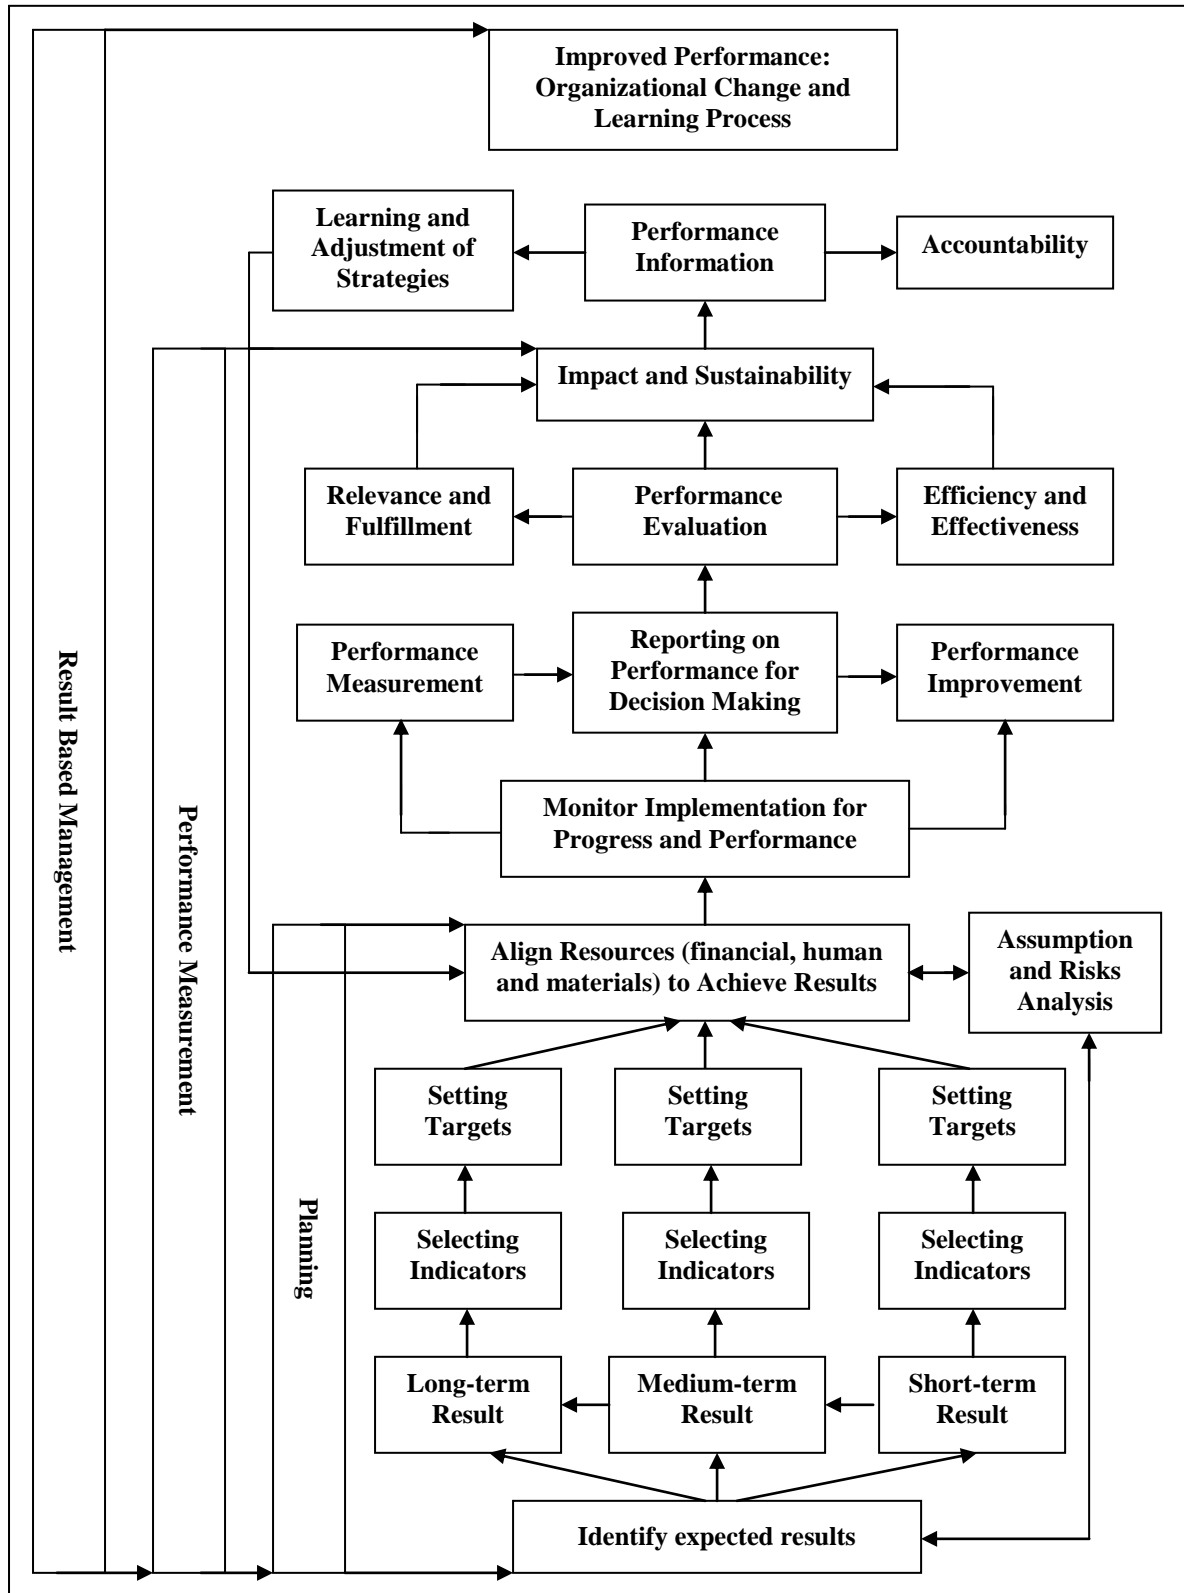 Improved Performance:
Organizational Change and
Learning Process
Learning and
Adjustment of
Strategies
Performance
Information
Accountability
Impact and Sustainability
Relevance and
Fulfillment
Performance
Evaluation
Efficiency and
Effectiveness
Performance
Measurement
Reporting on
Performance for
Decision Making
Performance
Improvement
Monitor Implementation for
Progress and Performance
Align Resources (financial, human
and materials) to Achieve Results
Assumption
and Risks
Analysis
Setting
Targets
Setting
Targets
Setting
Targets
Selecting
Indicators
Selecting
Indicators
Selecting
Indicators
Long-term
Result
Medium-term
Result
Short-term
Result
Identify expected results
Result Based Management
Performance Measurement
Planning